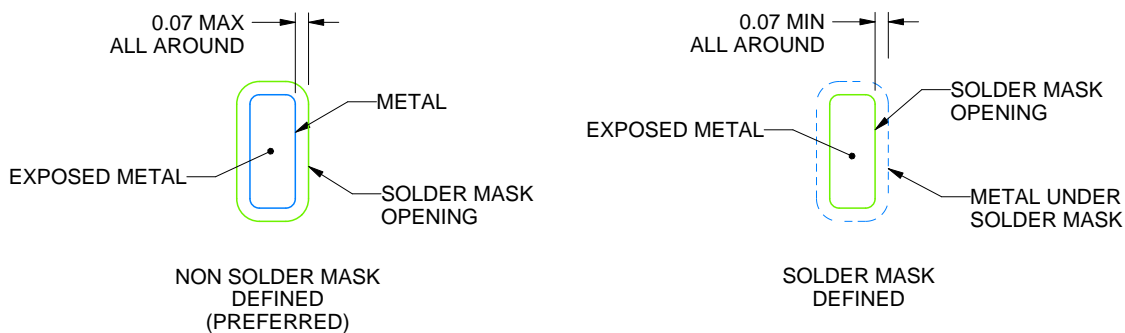 0.07 MAX
ALL AROUND
METAL
EXPOSED METAL
SOLDER MASK
OPENING
NON SOLDER MASK
DEFINED
(PREFERRED)
0.07 MIN
ALL AROUND
SOLDER MASK
OPENING
EXPOSED METAL
METAL UNDER
SOLDER MASK
SOLDER MASK
DEFINED